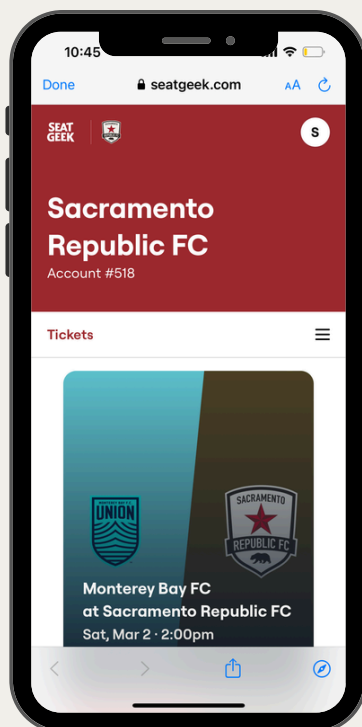 10:45
Done
seatgeek.com
AA
SEAT
GEEK
S
Sacramento
Republic FC
Account #518
Tickets
UNION
SACRAMENTO
REPUBLIC FC
Monterey Bay FC
at Sacramento Republic FC
Sat, Mar 2 · 2:00pm